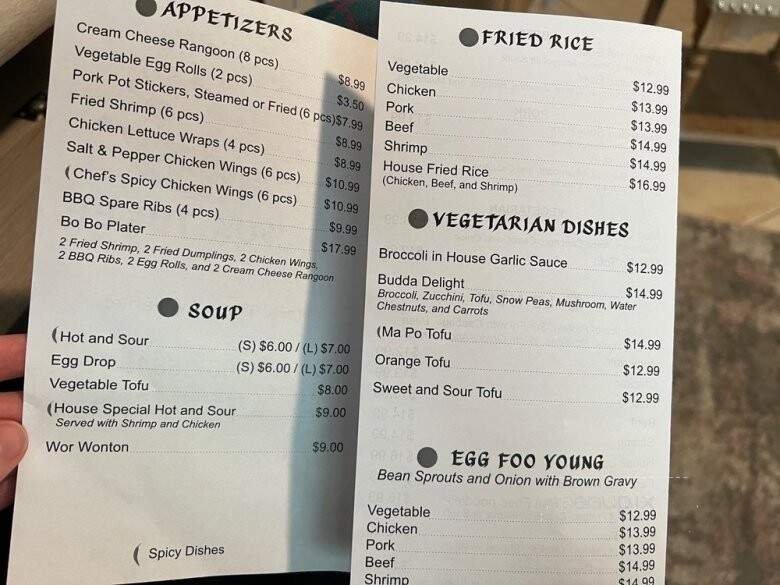 APPETIZERS
Cream Cheese Rangoon (8 pcs) $8.99
Vegetable Egg Rolls (2 pcs) $3.50
Pork Pot Stickers, Steamed or Fried (6 pcs) $7.99
Fried Shrimp (6 pcs) $8.99
Chicken Lettuce Wraps (4 pcs) $8.99
Salt & Pepper Chicken Wings (6 pcs) $10.99
(Chef's Spicy Chicken Wings (6 pcs) $10.99
BBQ Spare Ribs (4 pcs) $9.99
Bo Bo Plater $17.99
2 Fried Shrimp, 2 Fried Dumplings, 2 Chicken Wings,
2 BBQ Ribs, 2 Egg Rolls, and 2 Cream Cheese Rangoon
SOUP
(Hot and Sour (S) $6.00 / (L) $7.00
Egg Drop (S) $6.00 / (L) $7.00
Vegetable Tofu $8.00
(House Special Hot and Sour $9.00
Served with Shrimp and Chicken
Wor Wonton $9.00
( Spicy Dishes
FRIED RICE
Vegetable $12.99
Chicken $13.99
Pork $13.99
Beef $14.99
Shrimp $14.99
House Fried Rice $16.99
(Chicken, Beef, and Shrimp)
VEGETARIAN DISHES
Broccoli in House Garlic Sauce $12.99
Budda Delight $14.99
Broccoli, Zucchini, Tofu, Snow Peas, Mushroom, Water
Chestnuts, and Carrots
(Ma Po Tofu $14.99
Orange Tofu $12.99
Sweet and Sour Tofu $12.99
EGG FOO YOUNG
Bean Sprouts and Onion with Brown Gravy
Vegetable $12.99
Chicken $13.99
Pork $13.99
Beef $14.99
Shrimp $14.99